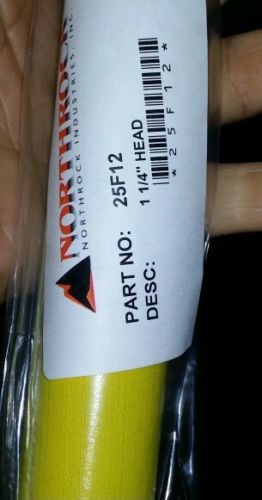 NORTHROCK
NORTHROCK INDUSTRIES, INC.
PART NO: 25F12
DESC: 1 1/4" HEAD
*25F12*